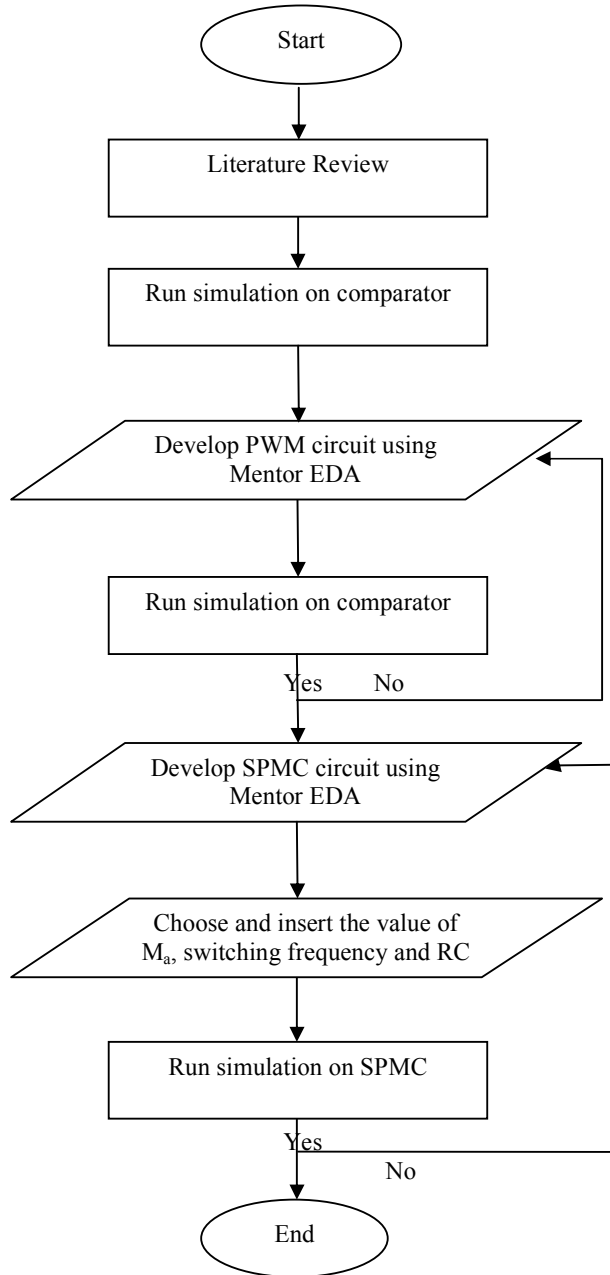 Start
Literature Review
Run simulation on comparator
Develop PWM circuit using
Mentor EDA
Run simulation on comparator
Yes No
Develop SPMC circuit using
Mentor EDA
Choose and insert the value of
Mₐ, switching frequency and RC
Run simulation on SPMC
Yes
No
End